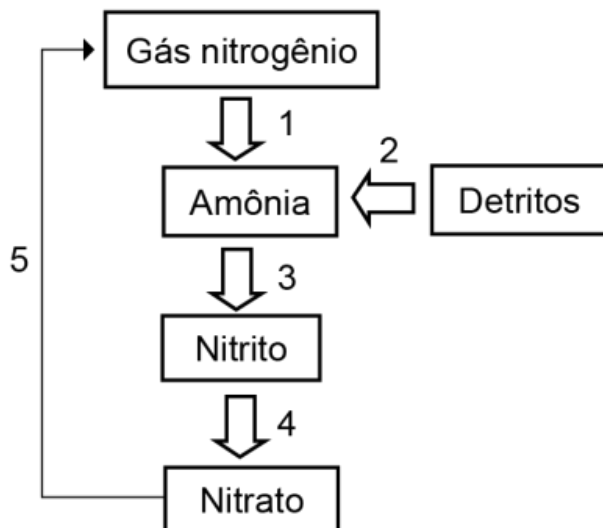 Gás nitrogênio
1
2
Amônia
Detritos
5
3
Nitrito
4
Nitrato